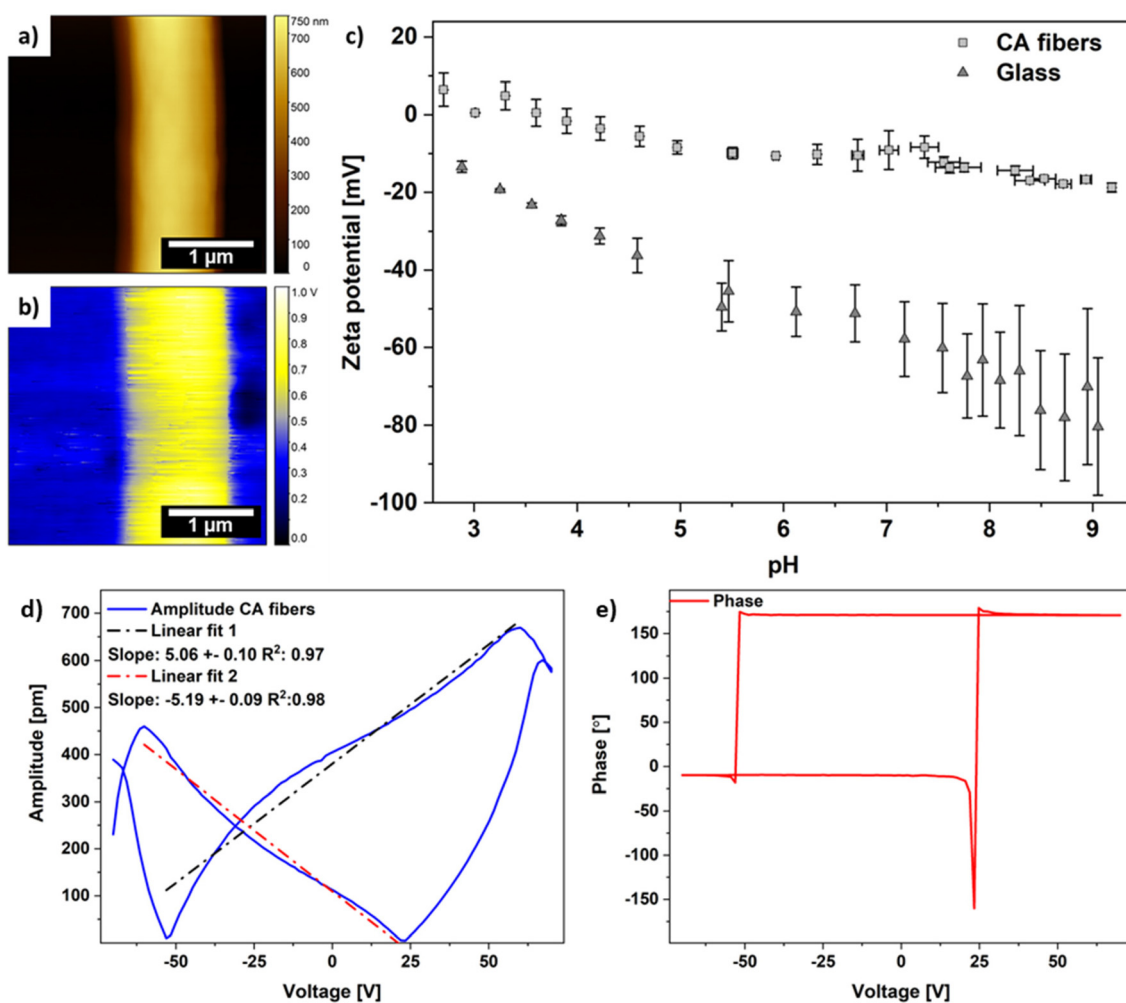 a)
750 nm
700
600
500
400
300
200
100
0
1 µm
b)
1.0 V
0.9
0.8
0.7
0.6
0.5
0.4
0.3
0.2
0.1
0.0
1 µm
c)
20
0
-20
-40
-60
-80
-100
Zeta potential [mV]
CA fibers
Glass
3 4 5 6 7 8 9
pH
d)
700
600
500
400
300
200
100
Amplitude [pm]
Amplitude CA fibers
Linear fit 1
Slope: 5.06 +- 0.10 R²: 0.97
Linear fit 2
Slope: -5.19 +- 0.09 R²:0.98
-50 -25 0 25 50
Voltage [V]
e)
Phase
150
100
50
0
-50
-100
-150
Phase [°]
-50 -25 0 25 50
Voltage [V]